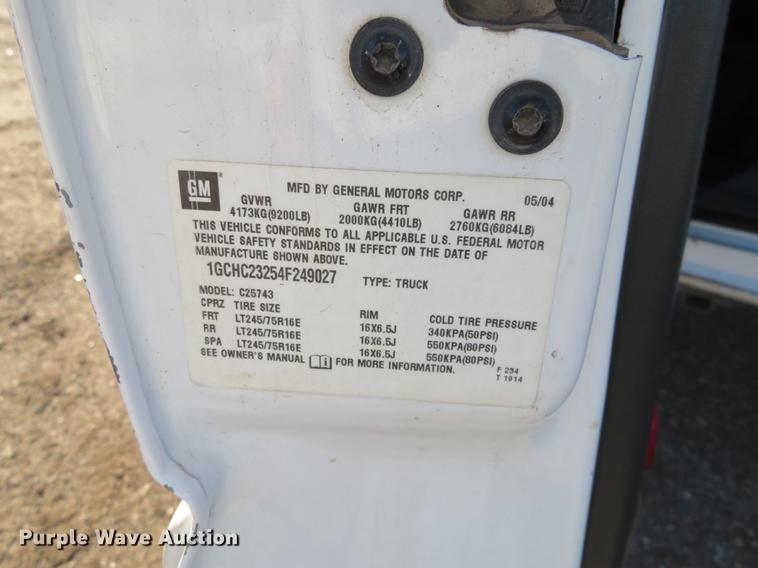 GM ®
MFD BY GENERAL MOTORS CORP. 05/04
GVWR GAWR FRT GAWR RR
4173KG(9200LB) 2000KG(4410LB) 2760KG(6084LB)
THIS VEHICLE CONFORMS TO ALL APPLICABLE U.S. FEDERAL MOTOR
VEHICLE SAFETY STANDARDS IN EFFECT ON THE DATE OF
MANUFACTURE SHOWN ABOVE.
1GCHC23254F249027 TYPE: TRUCK
MODEL: C25743
CPRZ TIRE SIZE RIM COLD TIRE PRESSURE
FRT LT245/75R16E 16X6.5J 340KPA(50PSI)
RR LT245/75R16E 16X6.5J 550KPA(80PSI)
SPA LT245/75R16E 16X6.5J 550KPA(80PSI)
SEE OWNER'S MANUAL FOR MORE INFORMATION.
F 234
T 1014
Purple Wave Auction